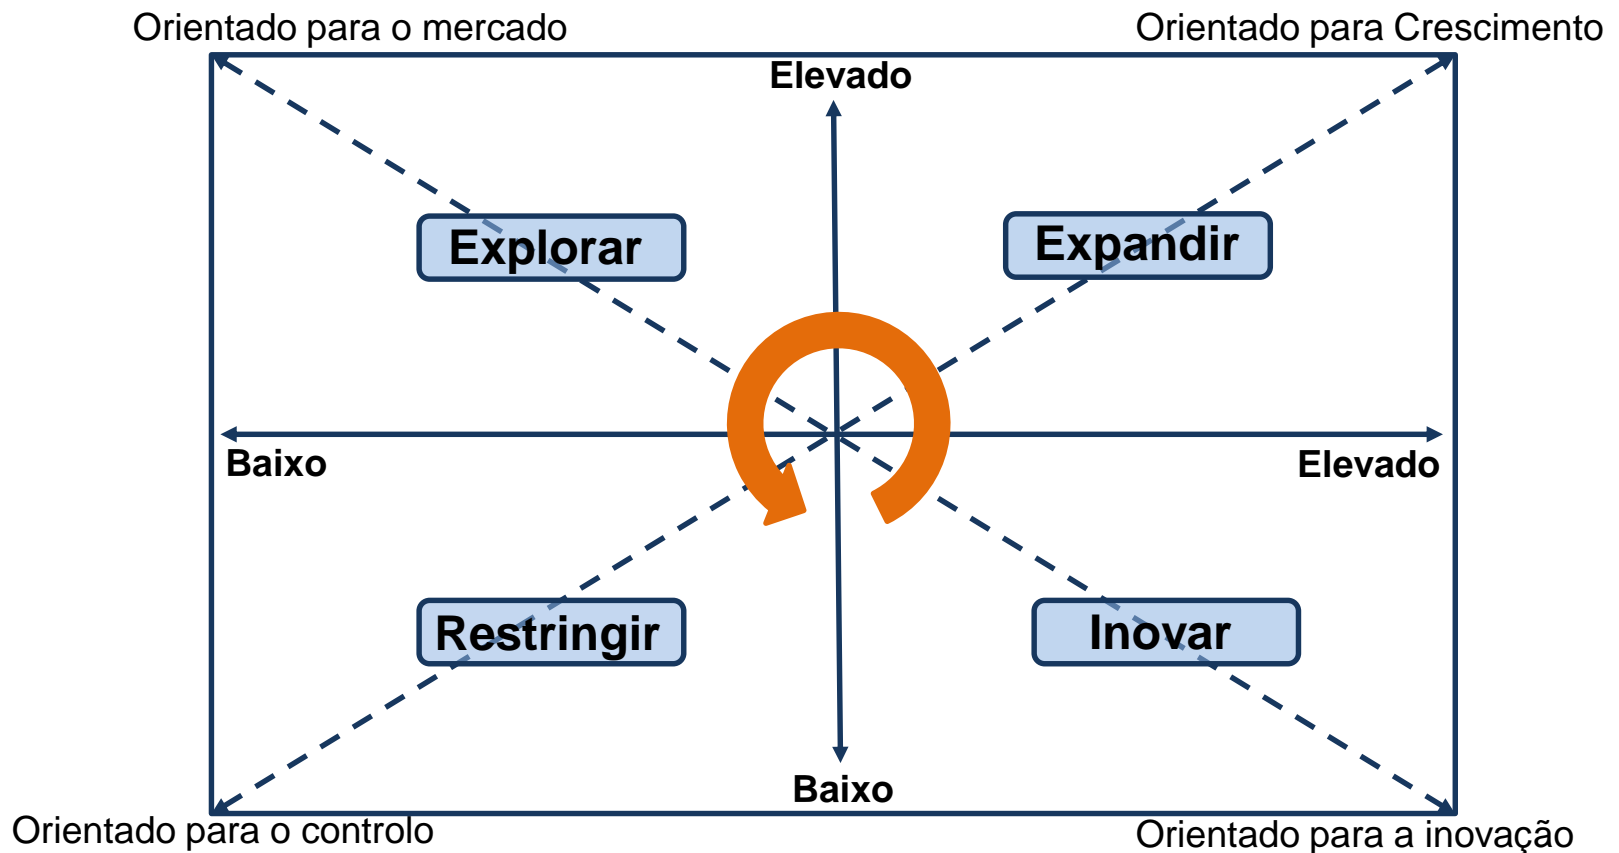 Orientado para o mercado
Orientado para Crescimento
Elevado
Explorar
Expandir
Baixo
Elevado
Restringir
Inovar
Baixo
Orientado para o controlo
Orientado para a inovação